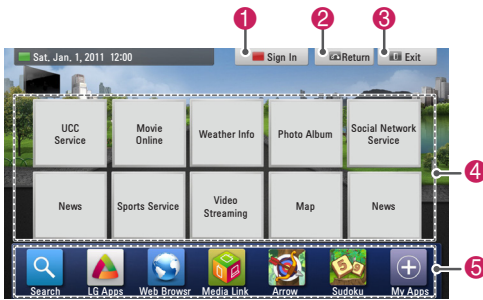 1 2 3
Sat. Jan. 1, 2011 12:00 Sign In Return Exit
UCC Service
Movie Online
Weather Info
Photo Album
Social Network Service
4
News
Sports Service
Video Streaming
Map
News
5
Search LG Apps Web Browsr Media Link Arrow Sudoku My Apps